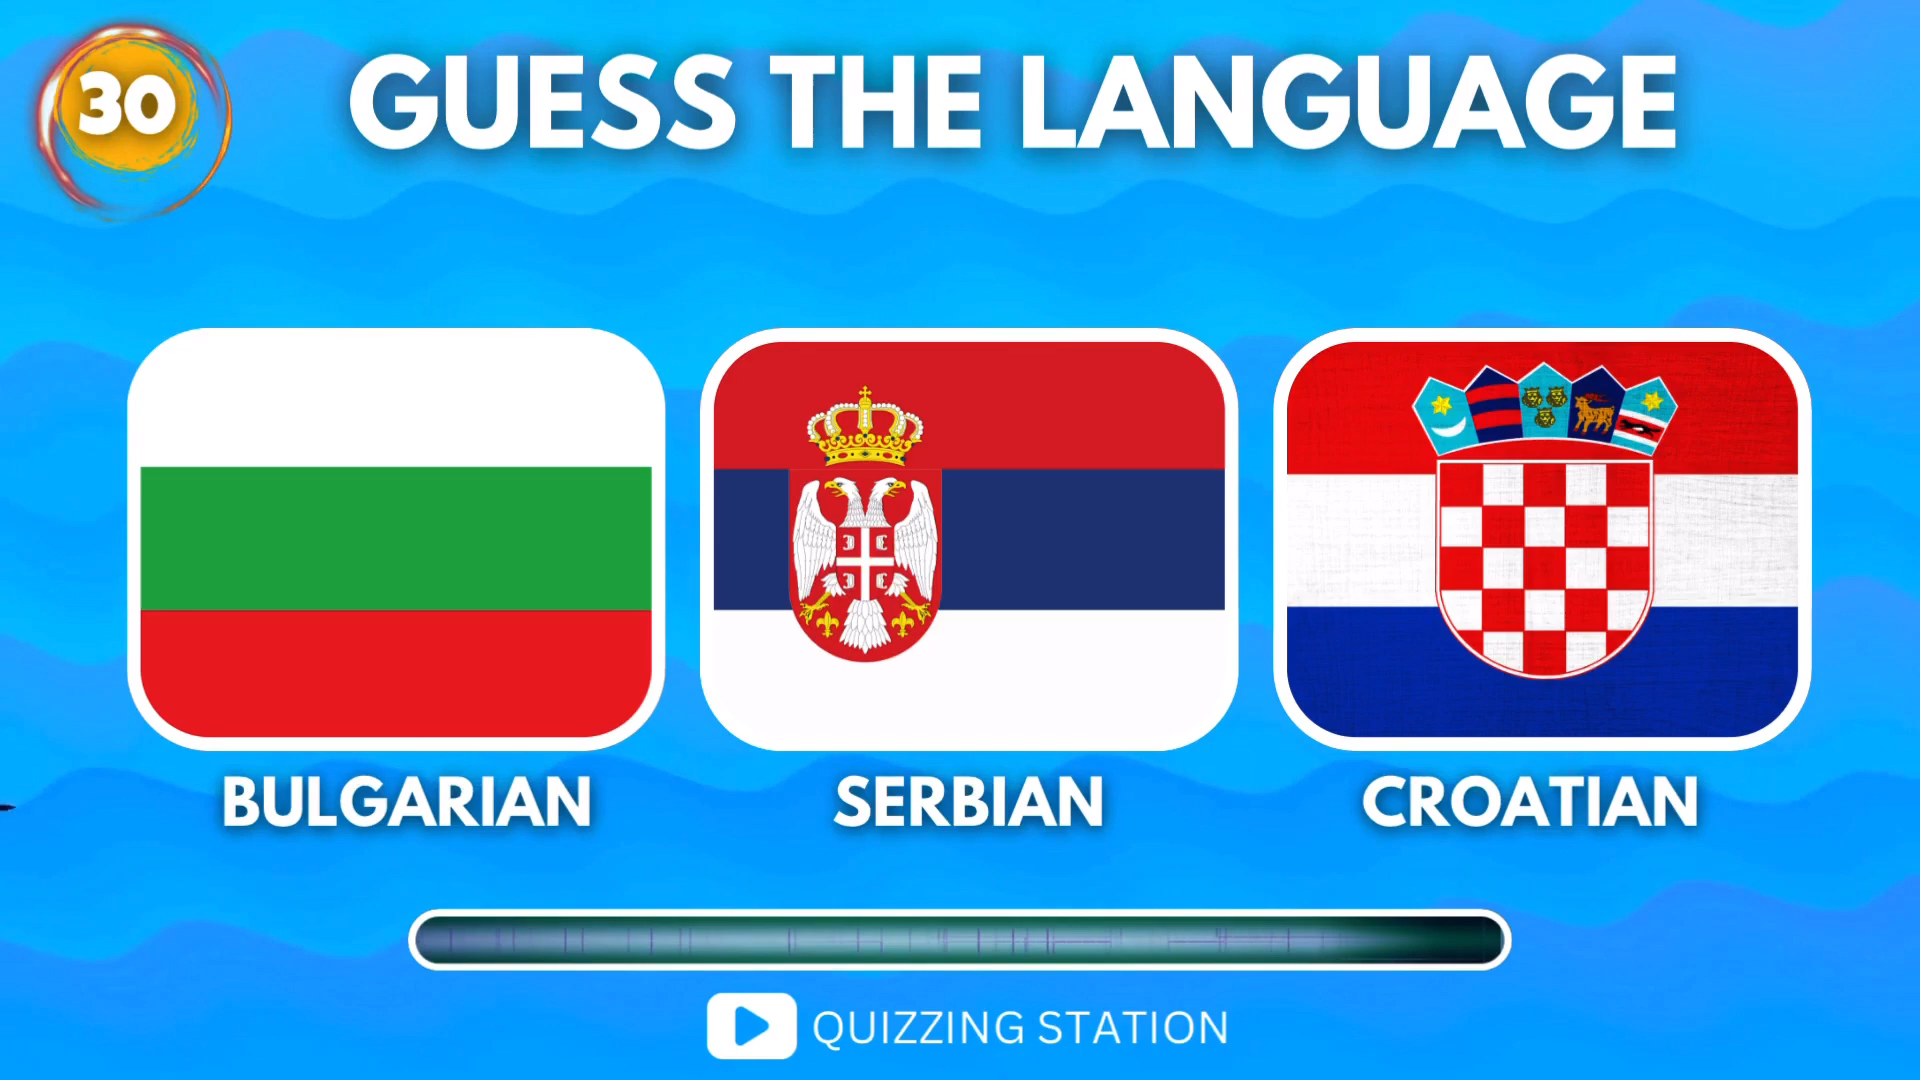 30
GUESS THE LANGUAGE
BULGARIAN
SERBIAN
CROATIAN
QUIZZING STATION